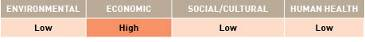 ENVIRONMENTAL ECONOMIC SOCIAL/CULTURAL HUMAN HEALTH
Low High Low Low